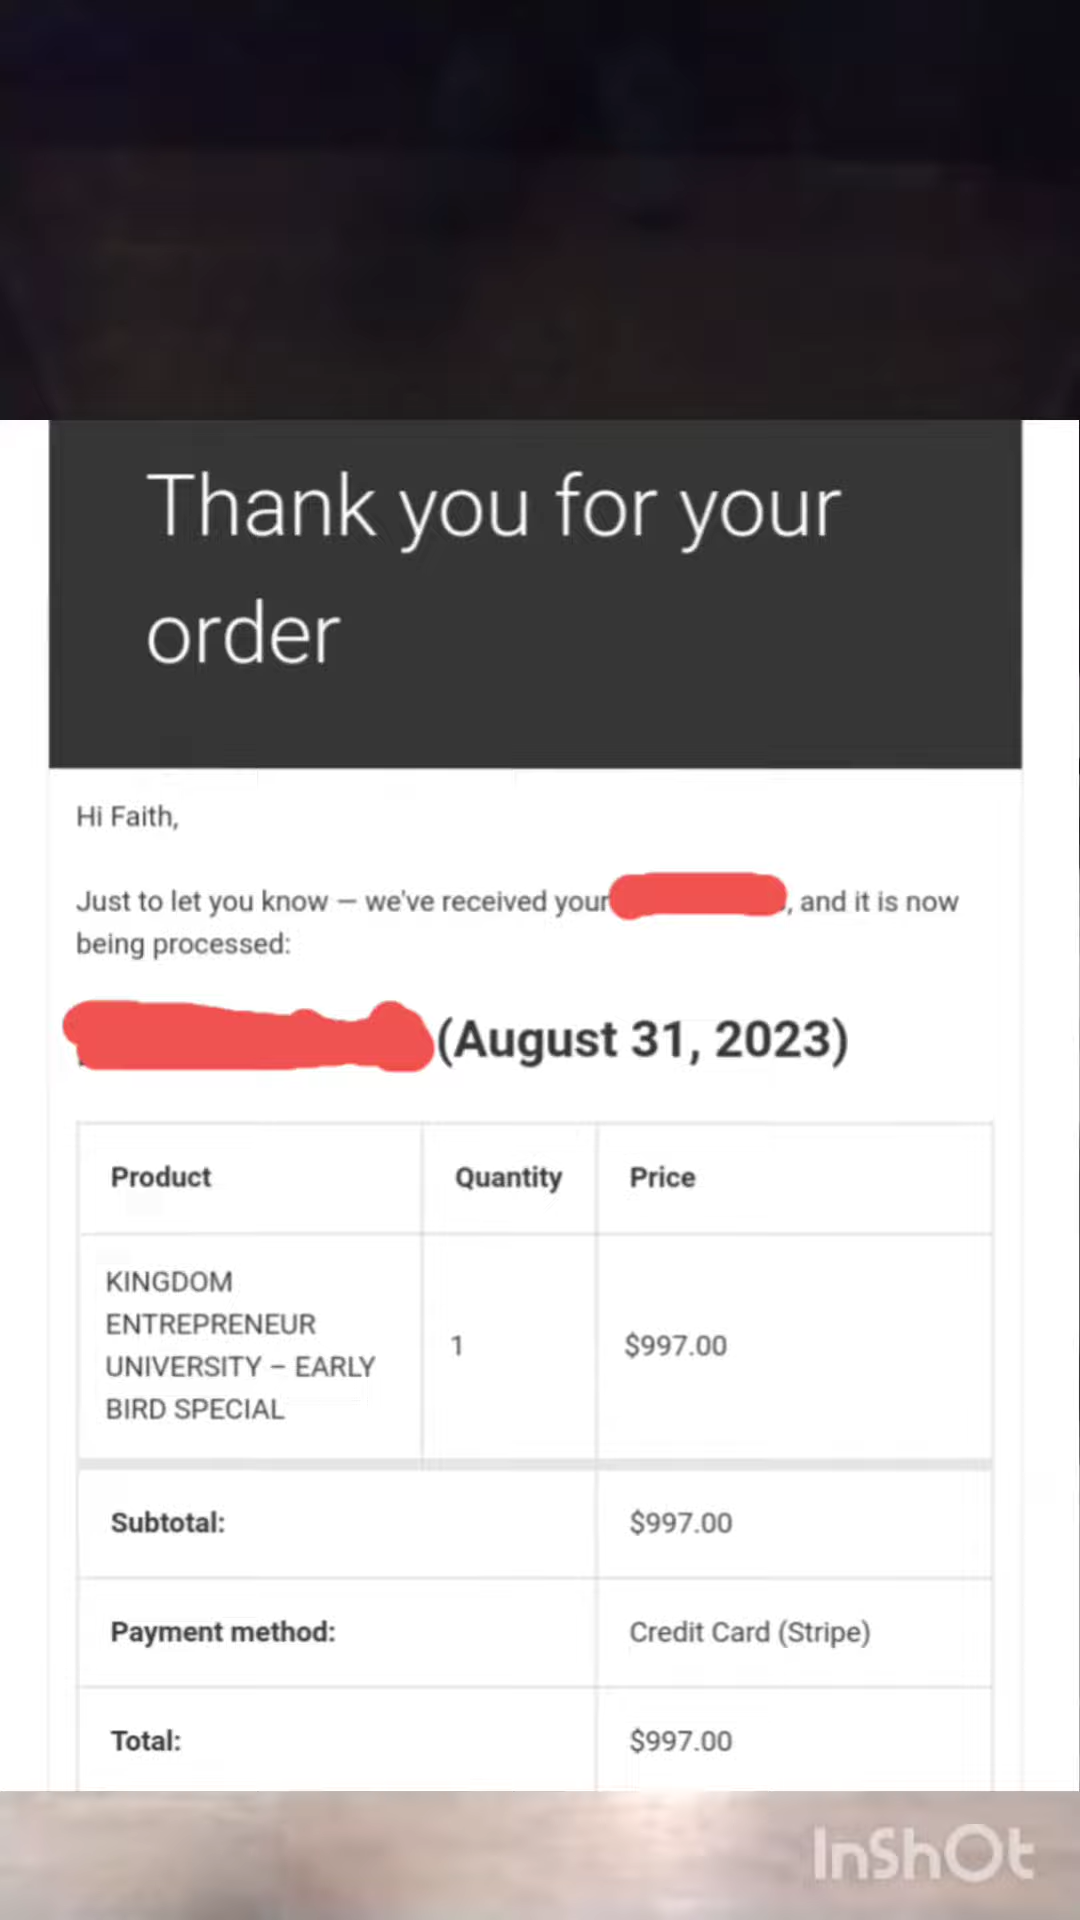 Thank you for your
order
Hi Faith,
Just to let you know – we've received your , and it is now
being processed:
(August 31, 2023)
Product Quantity Price
KINGDOM
ENTREPRENEUR
UNIVERSITY – EARLY
BIRD SPECIAL
1 $997.00
Subtotal: $997.00
Payment method: Credit Card (Stripe)
Total: $997.00
InShOt